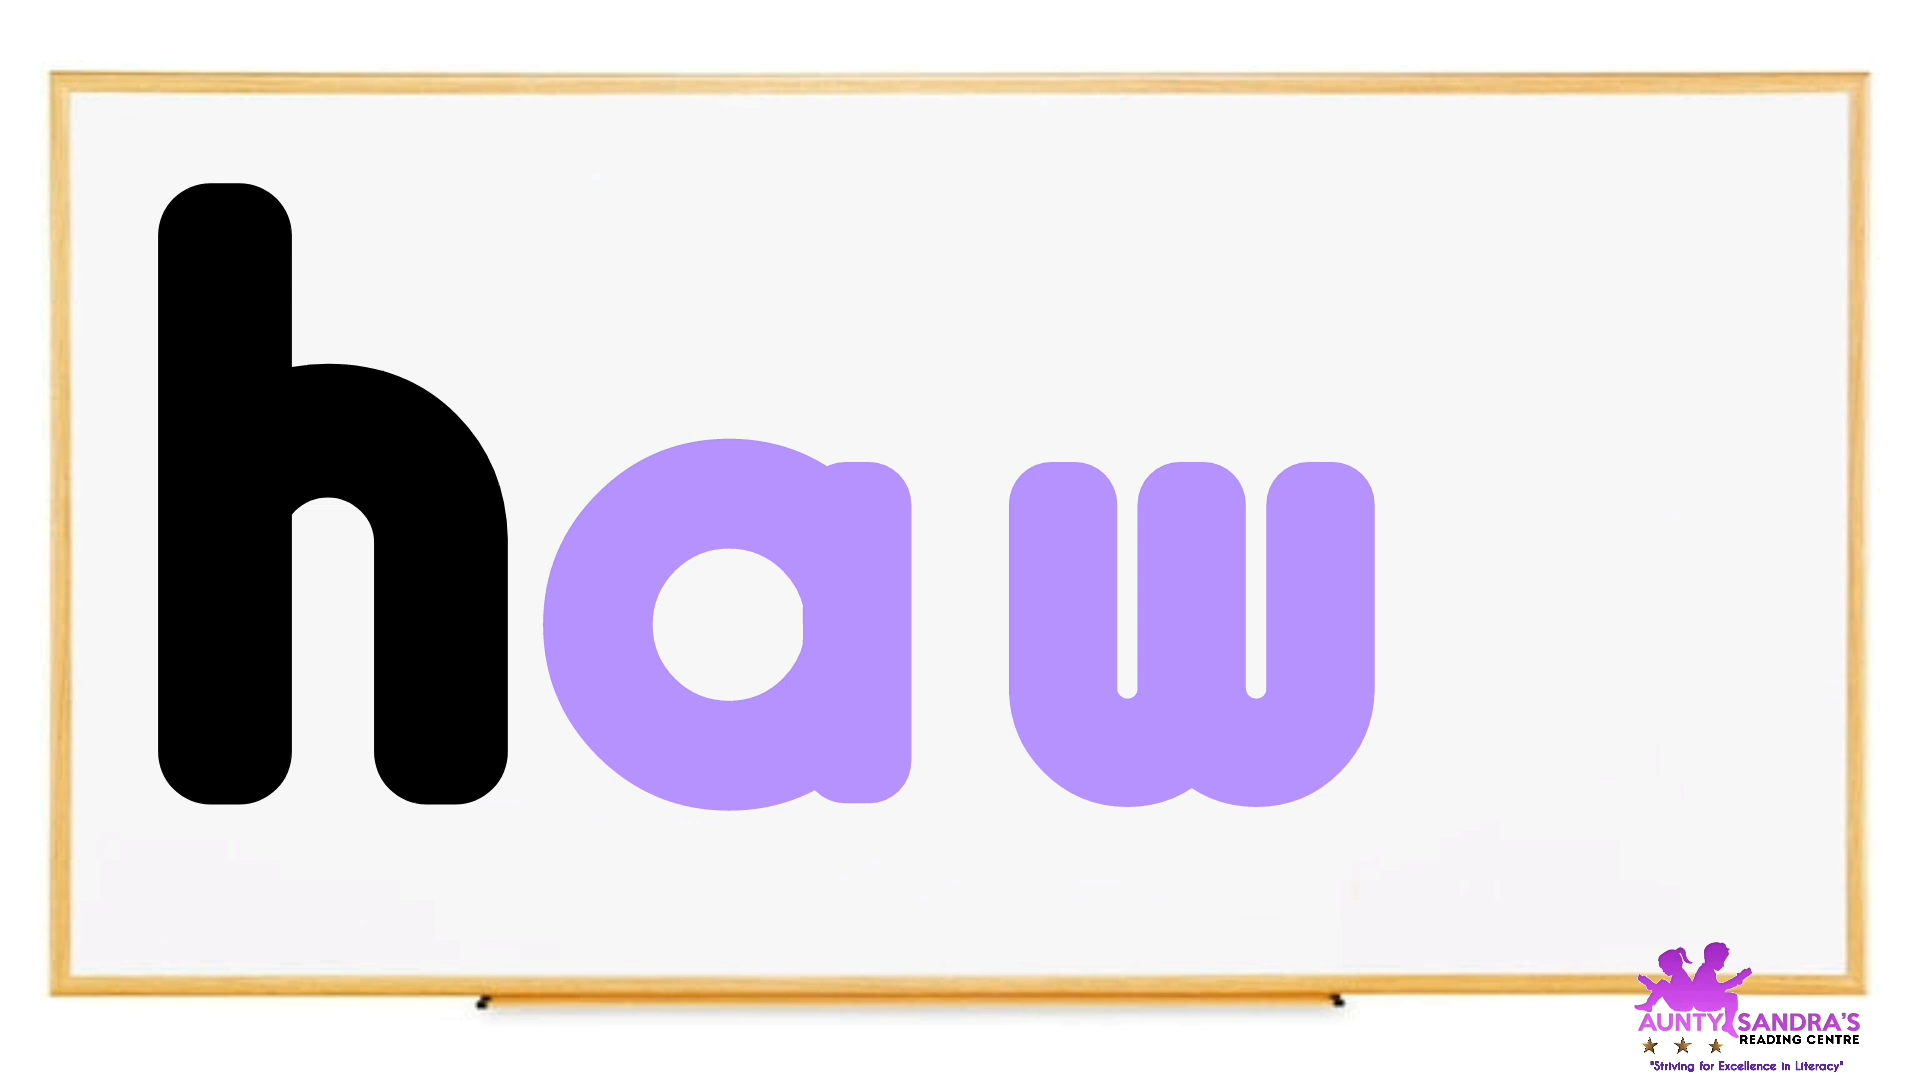 haw
AUNTY SANDRA'S
READING CENTRE
"Striving for Excellence in Literacy"